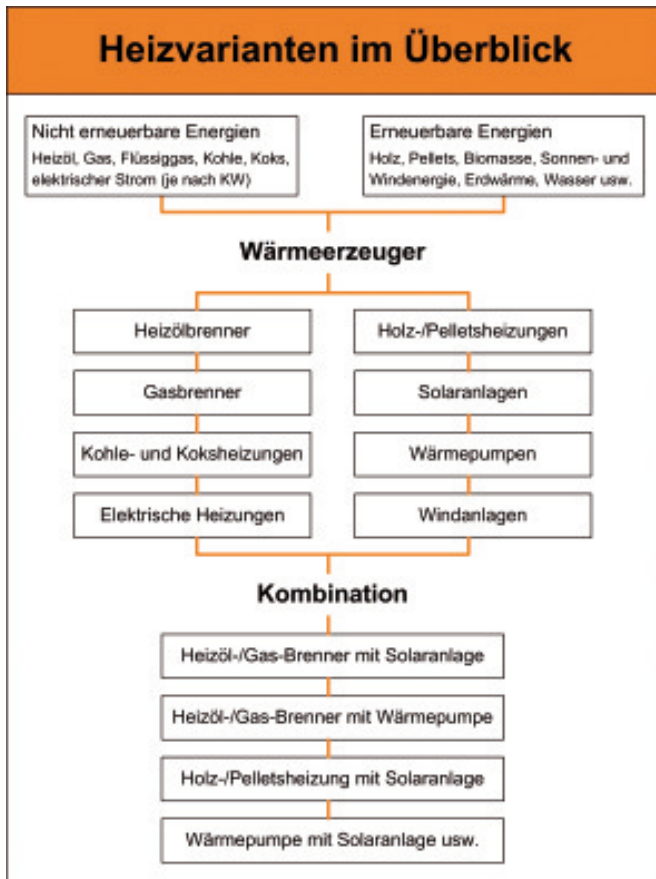 Heizvarianten im Überblick
Nicht erneuerbare Energien
Heizöl, Gas, Flüssiggas, Kohle, Koks,
elektrischer Strom (je nach KW)
Erneuerbare Energien
Holz, Pellets, Biomasse, Sonnen- und
Windenergie, Erdwärme, Wasser usw.
Wärmeerzeuger
Heizölbrenner
Gasbrenner
Kohle- und Koksheizungen
Elektrische Heizungen
Holz-/Pelletsheizungen
Solaranlagen
Wärmepumpen
Windanlagen
Kombination
Heizöl-/Gas-Brenner mit Solaranlage
Heizöl-/Gas-Brenner mit Wärmepumpe
Holz-/Pelletsheizung mit Solaranlage
Wärmepumpe mit Solaranlage usw.